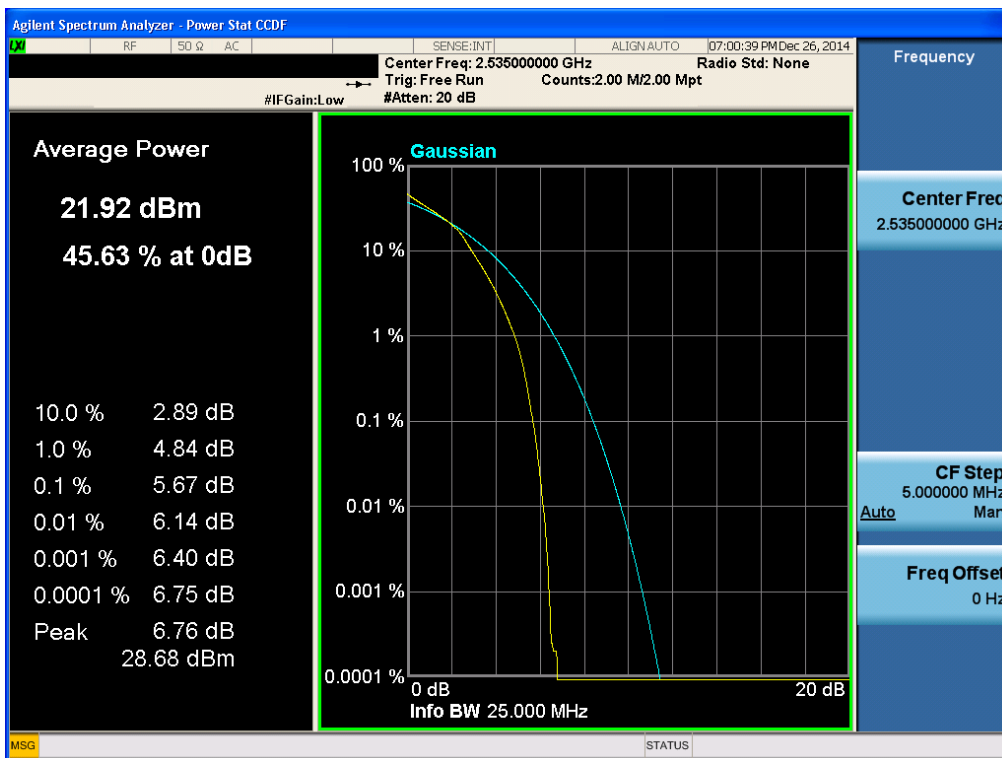 Agilent Spectrum Analyzer - Power Stat CCDF
LXI RF 50 Ω AC SENSE:INT ALIGN AUTO 07:00:39 PM Dec 26, 2014
Center Freq: 2.535000000 GHz Radio Std: None
Trig: Free Run Counts:2.00 M/2.00 Mpt
#IFGain:Low #Atten: 20 dB
Frequency
Average Power
21.92 dBm
45.63 % at 0dB
10.0 % 2.89 dB
1.0 % 4.84 dB
0.1 % 5.67 dB
0.01 % 6.14 dB
0.001 % 6.40 dB
0.0001 % 6.75 dB
Peak 6.76 dB
28.68 dBm
Gaussian
100 %
10 %
1 %
0.1 %
0.01 %
0.001 %
0.0001 %
0 dB 20 dB
Info BW 25.000 MHz
Center Freq
2.535000000 GHz
CF Step
5.000000 MHz
Auto Man
Freq Offset
0 Hz
MSG STATUS